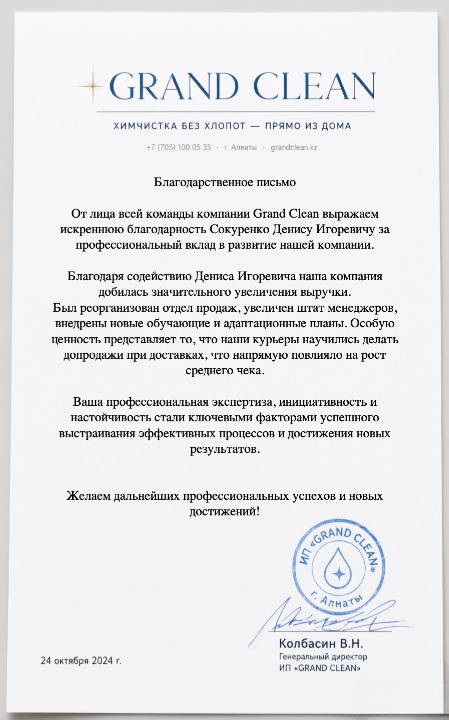 GRAND CLEAN
ХИМЧИСТКА БЕЗ ХЛОПОТ — ПРЯМО ИЗ ДОМА
+7 (705) 100 05 35 · г. Алматы · grandclean.kz
Благодарственное письмо
От лица всей команды компании Grand Clean выражаем
искреннюю благодарность Сокуренко Денису Игоревичу за
профессиональный вклад в развитие нашей компании.
Благодаря содействию Дениса Игоревича наша компания
добилась значительного увеличения выручки.
Был реорганизован отдел продаж, увеличен штат менеджеров,
внедрены новые обучающие и адаптационные планы. Особую
ценность представляет то, что наши курьеры научились делать
допродажи при доставках, что напрямую повлияло на рост
среднего чека.
Ваша профессиональная экспертиза, инициативность и
настойчивость стали ключевыми факторами успешного
выстраивания эффективных процессов и достижения новых
результатов.
Желаем дальнейших профессиональных успехов и новых
достижений!
ИП «GRAND CLEAN»
г. Алматы
Колбасин В.Н.
Генеральный директор
ИП «GRAND CLEAN»
24 октября 2024 г.